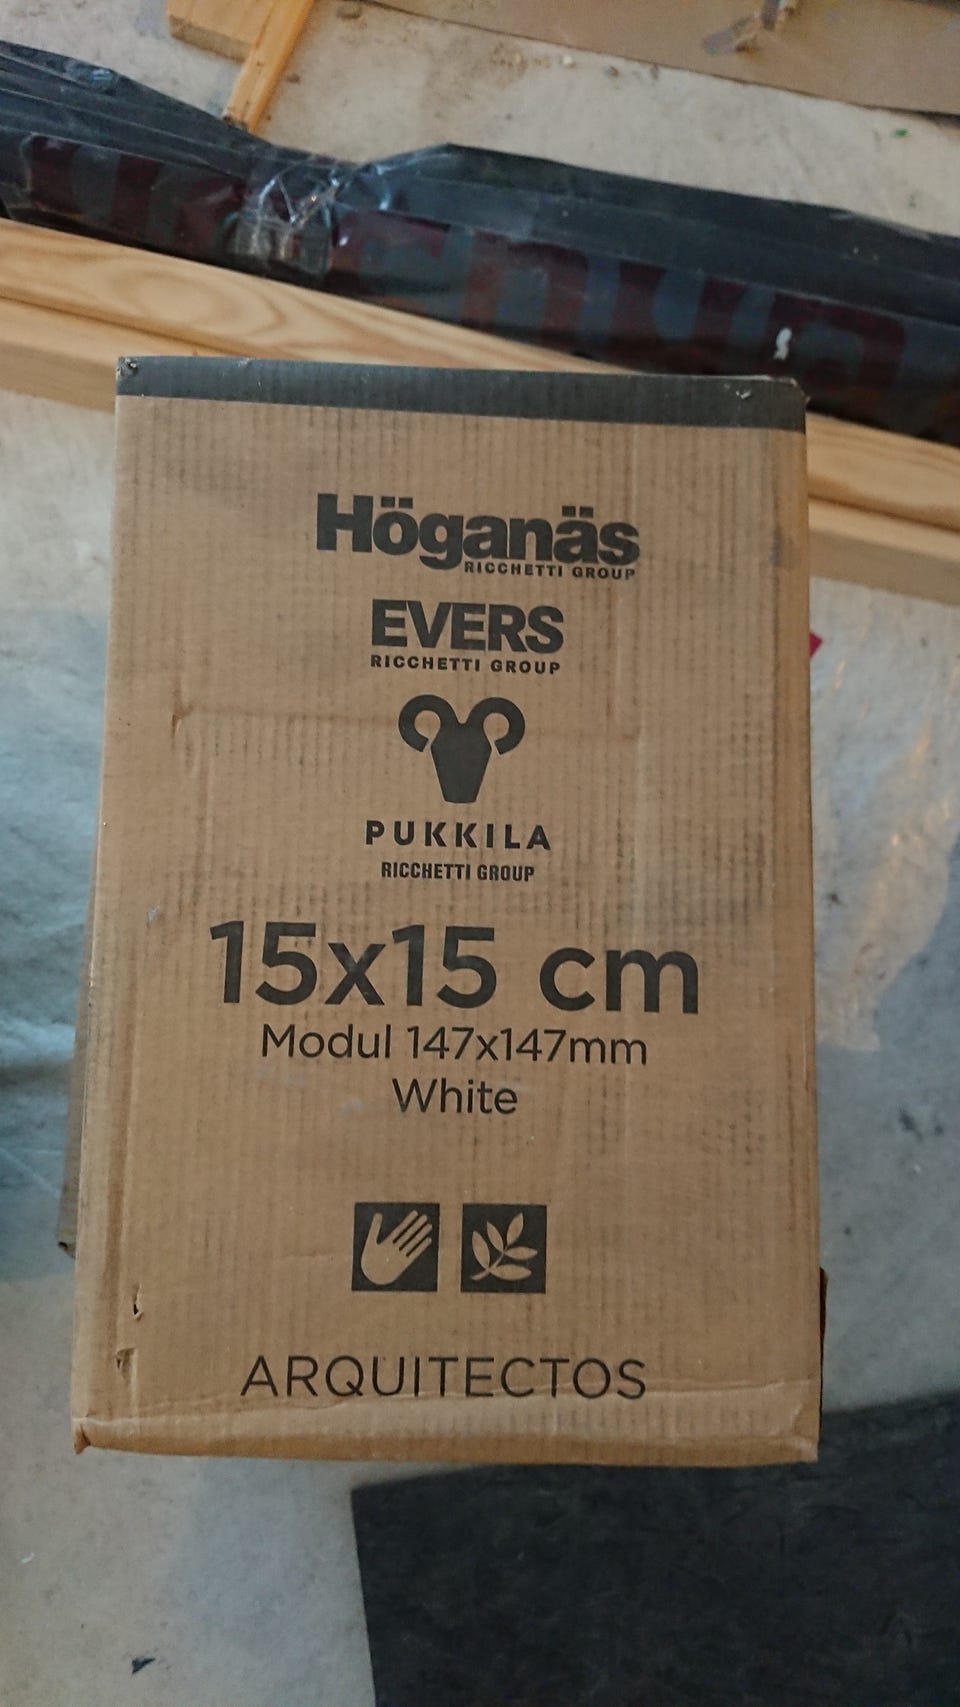 Höganäs
RICCHETTI GROUP
EVERS
RICCHETTI GROUP
PUKKILA
RICCHETTI GROUP
15x15 cm
Modul 147x147mm
White
ARQUITECTOS